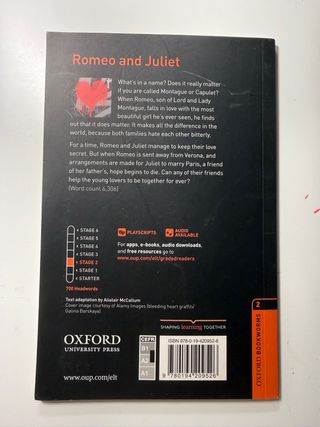 Romeo and Juliet
What's in a name? Does it really matter
if you are called Montague or Capulet?
When Romeo, son of Lord and Lady
Montague, falls in love with the most
beautiful girl he's ever seen, he finds
out that it does matter. It makes all the difference in the
world, because both families hate each other bitterly.
For a time, Romeo and Juliet manage to keep their love
secret. But when Romeo is sent away from Verona, and
arrangements are made for Juliet to marry Paris, a
friend of her father's, hope begins to die. Can any of their friends
help the young lovers to be together for ever?
(Word count 6,306)
< STAGE 6
< STAGE 5
< STAGE 4
< STAGE 3
< STAGE 2
< STAGE 1
< STARTER
700 Headwords
PLAYSCRIPTS
AUDIO AVAILABLE
For apps, e-books, audio downloads,
and free resources go to
www.oup.com/elt/gradedreaders
Text adaptation by Alistair McCallum
Cover image courtesy of Alamy Images (bleeding heart graffiti/
Galina Barskaya)
OXFORD
UNIVERSITY PRESS
www.oup.com/elt
CEFR
B1
A2
A1
SHAPING learning TOGETHER
ISBN 978-0-19-420952-6
9 780194 209526
2
OXFORD BOOKWORMS